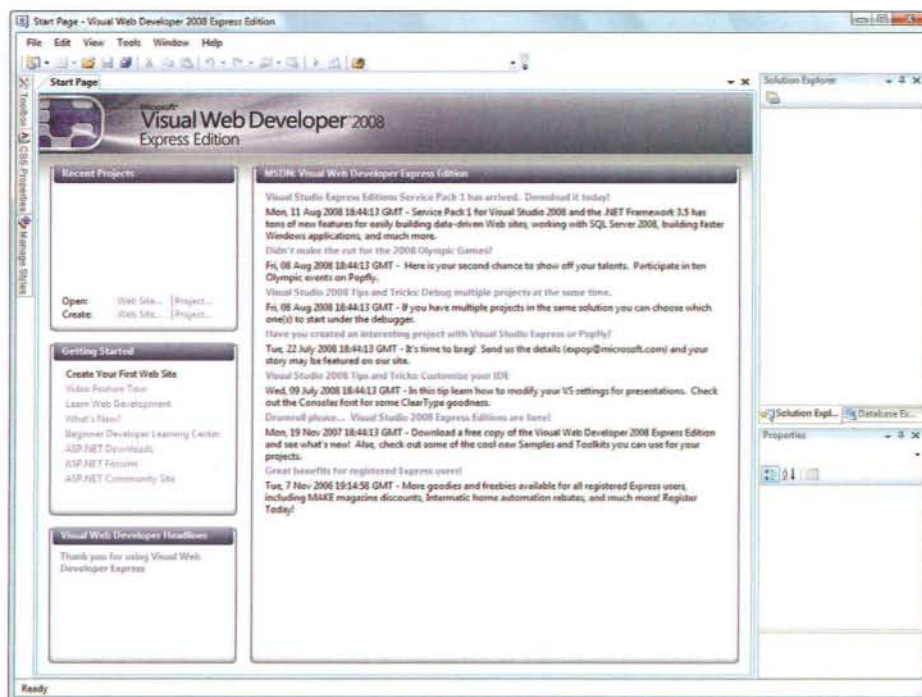 Start Page - Visual Web Developer 2008 Express Edition
File Edit View Tools Window Help
Toolbox
CSS Properties
Manage Styles
Start Page
Microsoft
Visual Web Developer 2008
Express Edition
Recent Projects
Open: Web Site... Project...
Create: Web Site... Project...
Getting Started
Create Your First Web Site
Video Feature Tour
Learn Web Development
What's New?
Beginner Developer Learning Center
ASP.NET Downloads
ASP.NET Forums
ASP.NET Community Site
Visual Web Developer Headlines
Thank you for using Visual Web
Developer Express
MSDN: Visual Web Developer Express Edition
Visual Studio Express Editions Service Pack 1 has arrived. Download it today!
Mon, 11 Aug 2008 18:44:13 GMT - Service Pack 1 for Visual Studio 2008 and the .NET Framework 3.5 has
tons of new features for easily building data-driven Web sites, working with SQL Server 2008, building faster
Windows applications, and much more.
Didn't make the cut for the 2008 Olympic Games?
Fri, 08 Aug 2008 18:44:13 GMT - Here is your second chance to show off your talents. Participate in ten
Olympic events on Popfly.
Visual Studio 2008 Tips and Tricks: Debug multiple projects at the same time.
Fri, 08 Aug 2008 18:44:13 GMT - If you have multiple projects in the same solution you can choose which
one(s) to start under the debugger.
Have you created an interesting project with Visual Studio Express or Popfly?
Tue, 22 July 2008 18:44:13 GMT - It's time to brag! Send us the details (expop@microsoft.com) and your
story may be featured on our site.
Visual Studio 2008 Tips and Tricks: Customize your IDE
Wed, 09 July 2008 18:44:13 GMT - In this tip learn how to modify your VS settings for presentations. Check
out the Consolas font for some ClearType goodness.
Drumroll please... Visual Studio 2008 Express Editions are here!
Mon, 19 Nov 2007 18:44:13 GMT - Download a free copy of the Visual Web Developer 2008 Express Edition
and see what's new! Also, check out some of the cool new Samples and Toolkits you can use for your
projects.
Great benefits for registered Express users!
Tue, 7 Nov 2006 19:14:58 GMT - More goodies and freebies available for all registered Express users,
including MAKE magazine discounts, Intermatic home automation rebates, and much more! Register
Today!
Solution Explorer
Solution Expl... Database Ex...
Properties
Ready